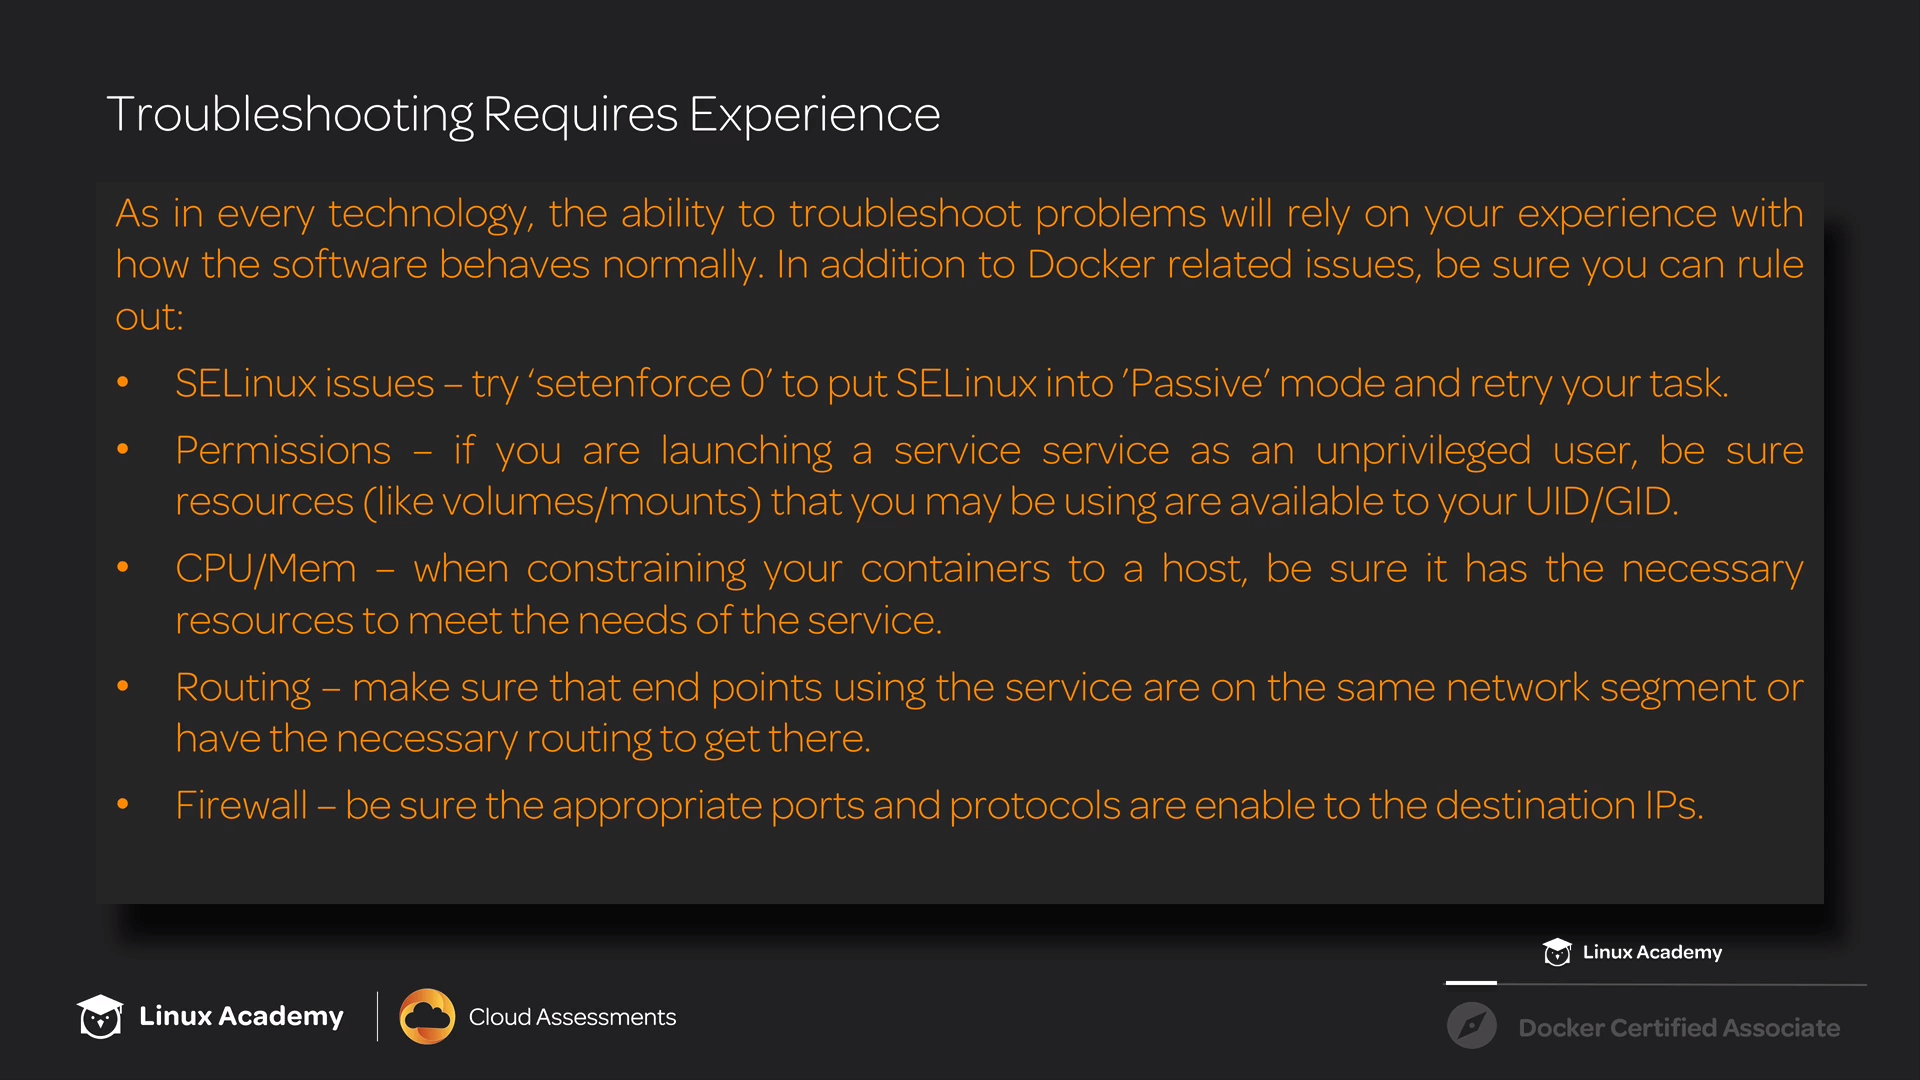 Troubleshooting Requires Experience
As in every technology, the ability to troubleshoot problems will rely on your experience with
how the software behaves normally. In addition to Docker related issues, be sure you can rule
out:
• SELinux issues – try ‘setenforce 0’ to put SELinux into ’Passive’ mode and retry your task.
• Permissions – if you are launching a service service as an unprivileged user, be sure
resources (like volumes/mounts) that you may be using are available to your UID/GID.
• CPU/Mem – when constraining your containers to a host, be sure it has the necessary
resources to meet the needs of the service.
• Routing – make sure that end points using the service are on the same network segment or
have the necessary routing to get there.
• Firewall – be sure the appropriate ports and protocols are enable to the destination IPs.
Linux Academy
Linux Academy
Cloud Assessments
Docker Certified Associate